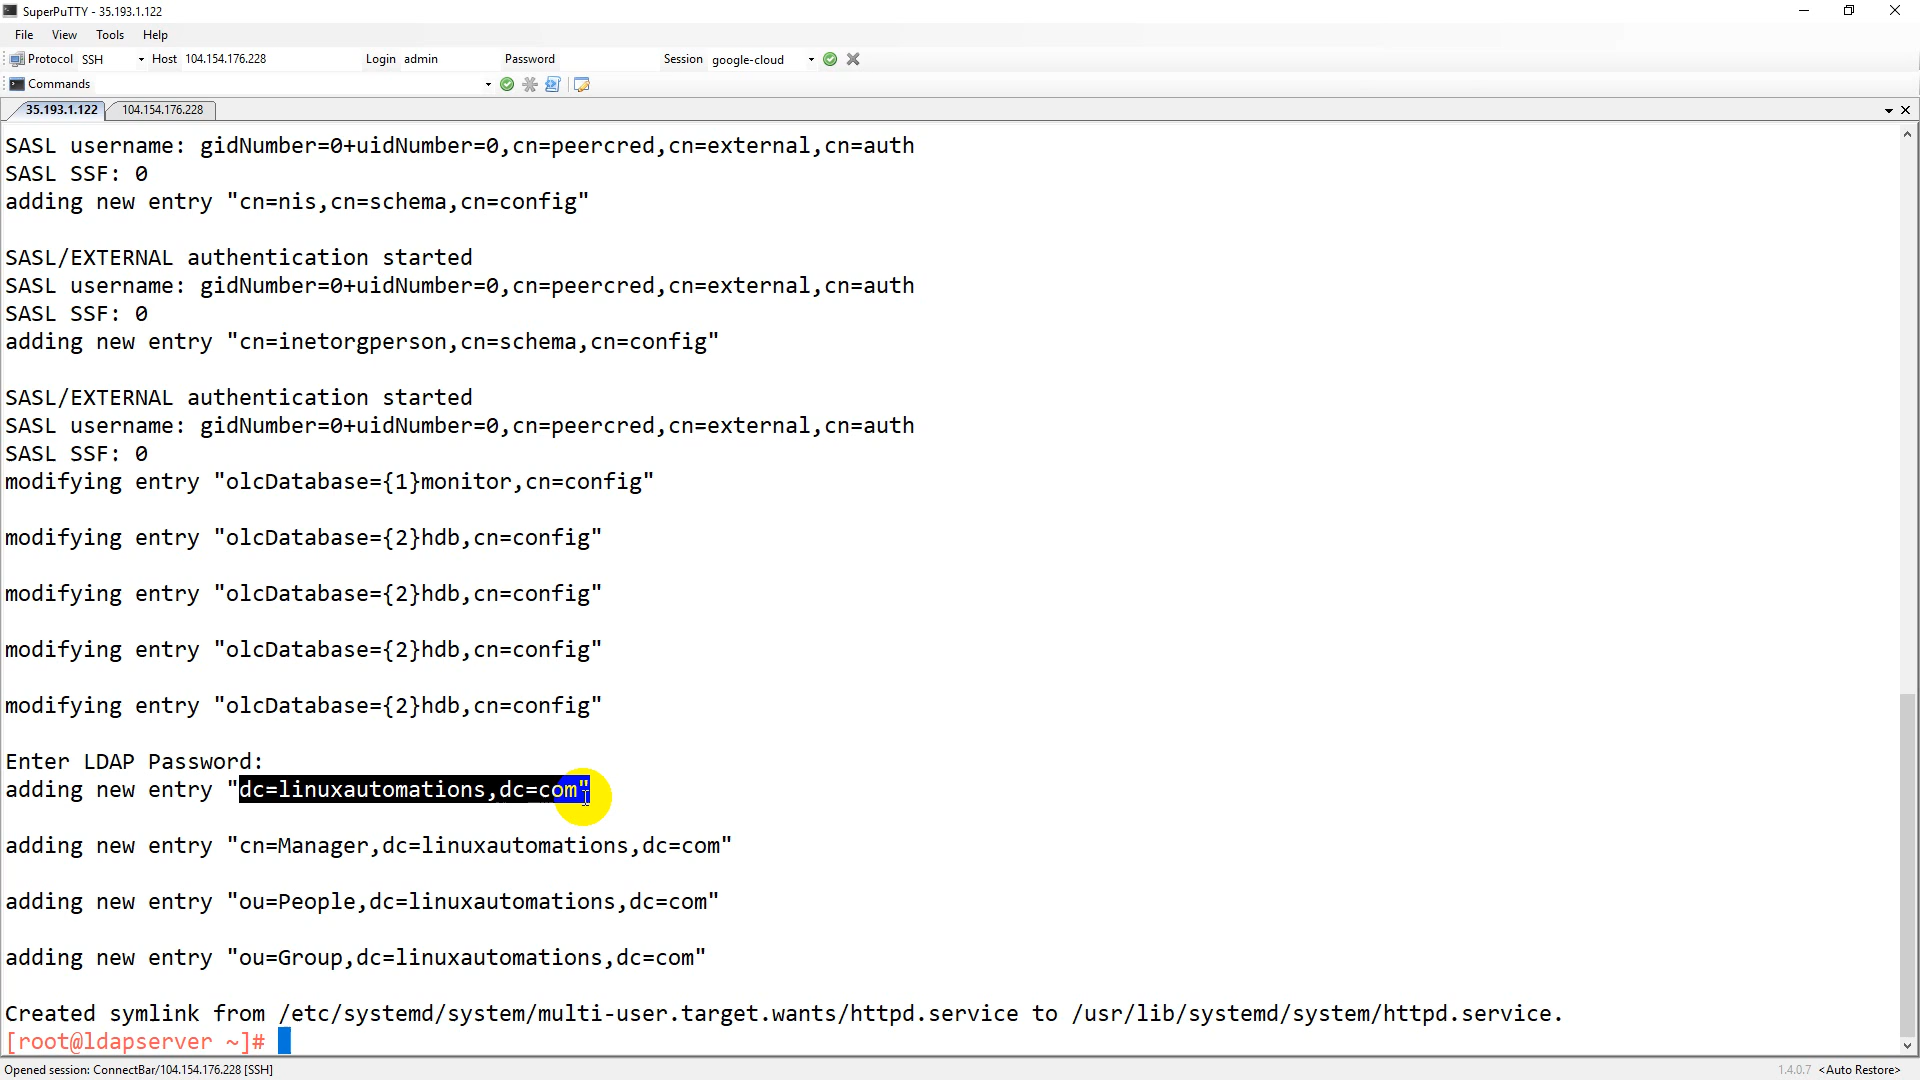 SuperPuTTY - 35.193.1.122
File View Tools Help
Protocol SSH Host 104.154.176.228 Login admin Password Session google-cloud
Commands
35.193.1.122 104.154.176.228
SASL username: gidNumber=0+uidNumber=0,cn=peercred,cn=external,cn=auth
SASL SSF: 0
adding new entry "cn=nis,cn=schema,cn=config"
SASL/EXTERNAL authentication started
SASL username: gidNumber=0+uidNumber=0,cn=peercred,cn=external,cn=auth
SASL SSF: 0
adding new entry "cn=inetorgperson,cn=schema,cn=config"
SASL/EXTERNAL authentication started
SASL username: gidNumber=0+uidNumber=0,cn=peercred,cn=external,cn=auth
SASL SSF: 0
modifying entry "olcDatabase={1}monitor,cn=config"
modifying entry "olcDatabase={2}hdb,cn=config"
modifying entry "olcDatabase={2}hdb,cn=config"
modifying entry "olcDatabase={2}hdb,cn=config"
modifying entry "olcDatabase={2}hdb,cn=config"
Enter LDAP Password:
adding new entry "dc=linuxautomations,dc=com"
adding new entry "cn=Manager,dc=linuxautomations,dc=com"
adding new entry "ou=People,dc=linuxautomations,dc=com"
adding new entry "ou=Group,dc=linuxautomations,dc=com"
Created symlink from /etc/systemd/system/multi-user.target.wants/httpd.service to /usr/lib/systemd/system/httpd.service.
[root@ldapserver ~]#
Opened session: ConnectBar/104.154.176.228 [SSH] 1.4.0.7 <Auto Restore>